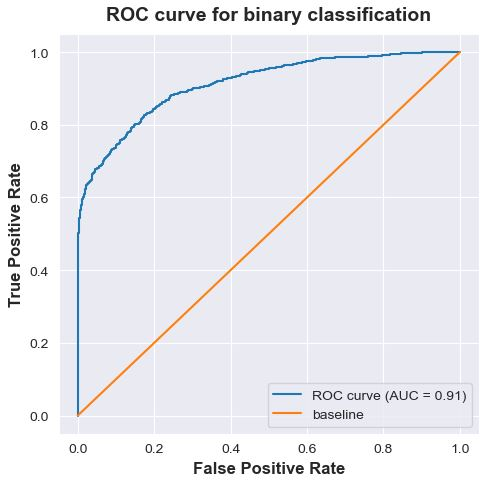 ROC curve for binary classification
1.0
0.8
0.6
0.4
0.2
0.0
True Positive Rate
ROC curve (AUC = 0.91)
baseline
0.0 0.2 0.4 0.6 0.8 1.0
False Positive Rate